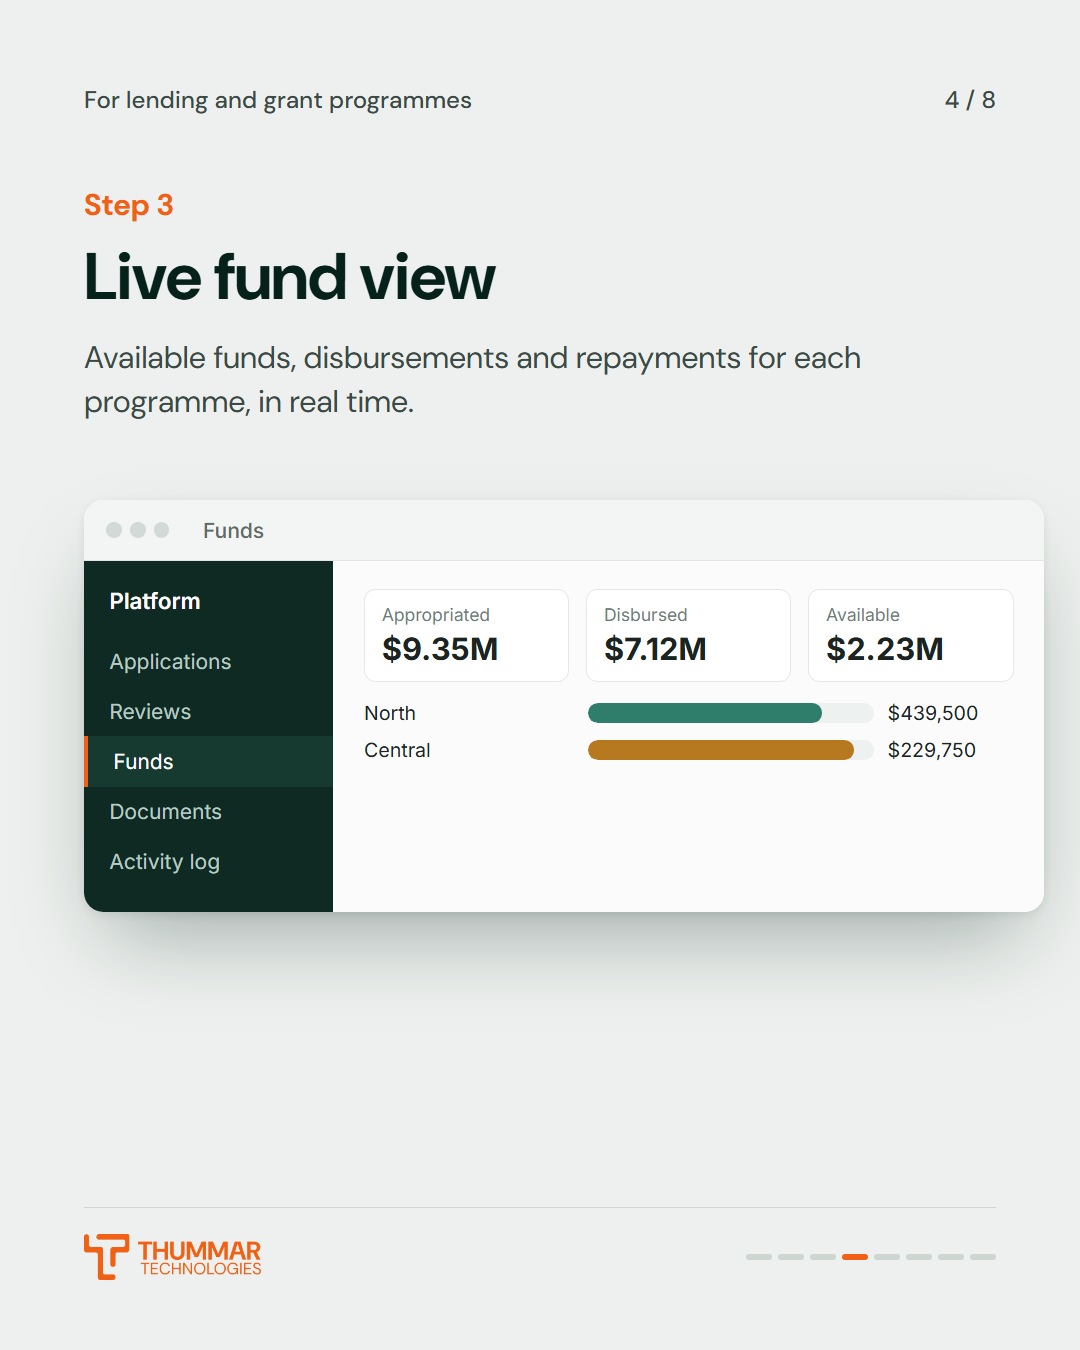 For lending and grant programmes
4 / 8
Step 3
Live fund view
Available funds, disbursements and repayments for each
programme, in real time.
Funds
Platform
Applications
Reviews
Funds
Documents
Activity log
Appropriated
$9.35M
Disbursed
$7.12M
Available
$2.23M
North
$439,500
Central
$229,750
THUMMAR
TECHNOLOGIES